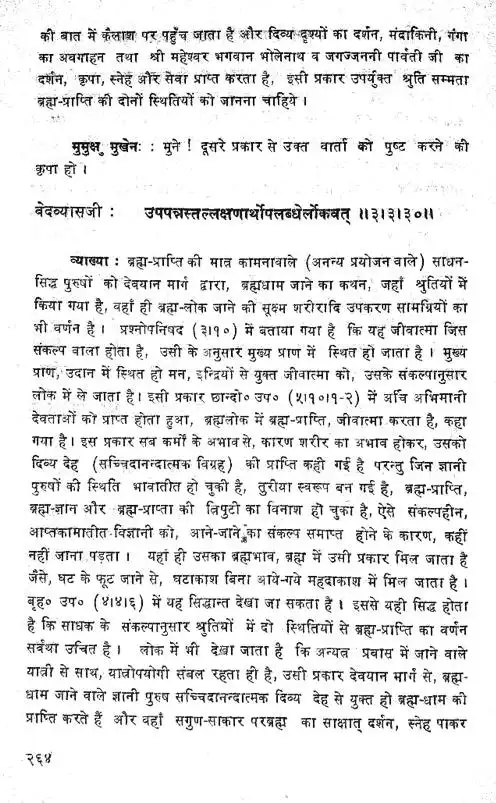 की बात में कैलाश पर पहुँच जाता है और दिव्य दृश्यों का दर्शन, मंदाकिनी, गंगा
का अवगाहन तथा श्री महेश्वर भगवान भोलेनाथ व जगज्जननी पार्वती जी का
दर्शन, कृपा, स्नेह और सेवा प्राप्त करता है, इसी प्रकार उपर्युक्त श्रुति सम्मता
ब्रह्म-प्राप्ति की दोनों स्थितियों को जानना चाहिये ।
मुमुक्षु मुखेन: : मुने ! दूसरे प्रकार से उक्त वार्ता को पुष्ट करने की
कृपा हो ।
वेदव्यासजी : उपपन्नस्तल्लक्षणार्थोपलब्धेर्लोकवत् ॥३।३।३०॥
व्याख्या : ब्रह्म-प्राप्ति की मात्र कामनावाले (अनन्य प्रयोजन वाले) साधन-
सिद्ध पुरुषों को देवयान मार्ग द्वारा, ब्रह्मधाम जाने का कथन, जहाँ श्रुतियों में
किया गया है, वहाँ ही ब्रह्म-लोक जाने की सूक्ष्म शरीरादि उपकरण सामग्रियों का
भी वर्णन है । प्रश्नोपनिषद (३।१०) में बताया गया है कि यह जीवात्मा जिस
संकल्प वाला होता है, उसी के अनुसार मुख्य प्राण में स्थित हो जाता है । मुख्य
प्राण, उदान में स्थित हो मन, इन्द्रियों से युक्त जीवात्मा को, उसके संकल्पानुसार
लोक में ले जाता है। इसी प्रकार छान्दो० उप० (५।१०।१-२) में अर्चि अभिमानी
देवताओं को प्राप्त होता हुआ, ब्रह्मलोक में ब्रह्म-प्राप्ति, जीवात्मा करता है, कहा
गया है। इस प्रकार सब कर्मों के अभाव से, कारण शरीर का अभाव होकर, उसको
दिव्य देह (सच्चिदानन्दात्मक विग्रह) की प्राप्ति कही गई है परन्तु जिन ज्ञानी
पुरुषों की स्थिति भावातीत हो चुकी है, तुरीया स्वरूप बन गई है, ब्रह्म-प्राप्ति,
ब्रह्म-ज्ञान और ब्रह्म-प्राप्ता की त्रिपुटी का विनाश हो चुका है, ऐसे संकल्पहीन,
आप्तकामातीत-विज्ञानी को, आने-जाने का संकल्प समाप्त होने के कारण, कहीं
नहीं जाना पड़ता । यहां ही उसका ब्रह्मभाव, ब्रह्म में उसी प्रकार मिल जाता है
जैसे, घट के फूट जाने से, घटाकाश बिना आये-गये महदाकाश में मिल जाता है ।
बृह० उप० (४।४।६) में यह सिद्धान्त देखा जा सकता है । इससे यही सिद्ध होता
है कि साधक के संकल्पानुसार श्रुतियों में दो स्थितियों से ब्रह्म-प्राप्ति का वर्णन
सर्वथा उचित है । लोक में भी देखा जाता है कि अन्यत्र प्रवास में जाने वाले
यात्री से साथ, यात्रोपयोगी संबल रहता ही है, उसी प्रकार देवयान मार्ग से, ब्रह्म-
धाम जाने वाले ज्ञानी पुरुष सच्चिदानन्दात्मक दिव्य देह से युक्त हो ब्रह्म-धाम को
प्राप्ति करते हैं और वहाँ सगुण-साकार परब्रह्म का साक्षात् दर्शन, स्नेह पाकर
२६४